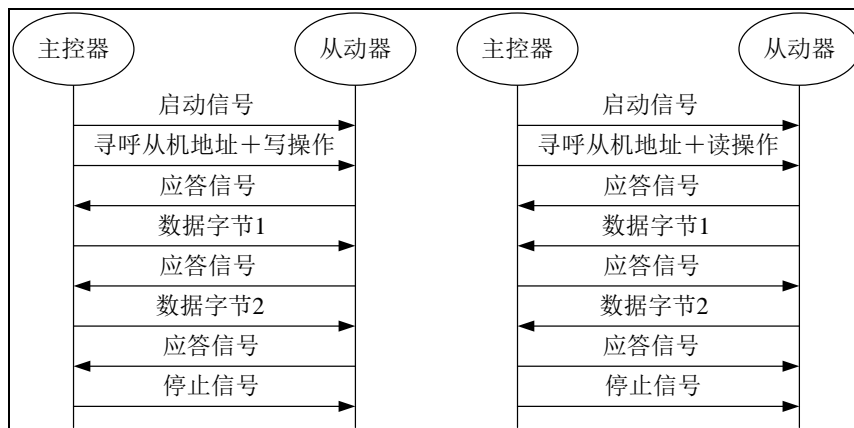 主控器
从动器
启动信号
寻呼从机地址+写操作
应答信号
数据字节1
应答信号
数据字节2
应答信号
停止信号
主控器
从动器
启动信号
寻呼从机地址+读操作
应答信号
数据字节1
应答信号
数据字节2
应答信号
停止信号